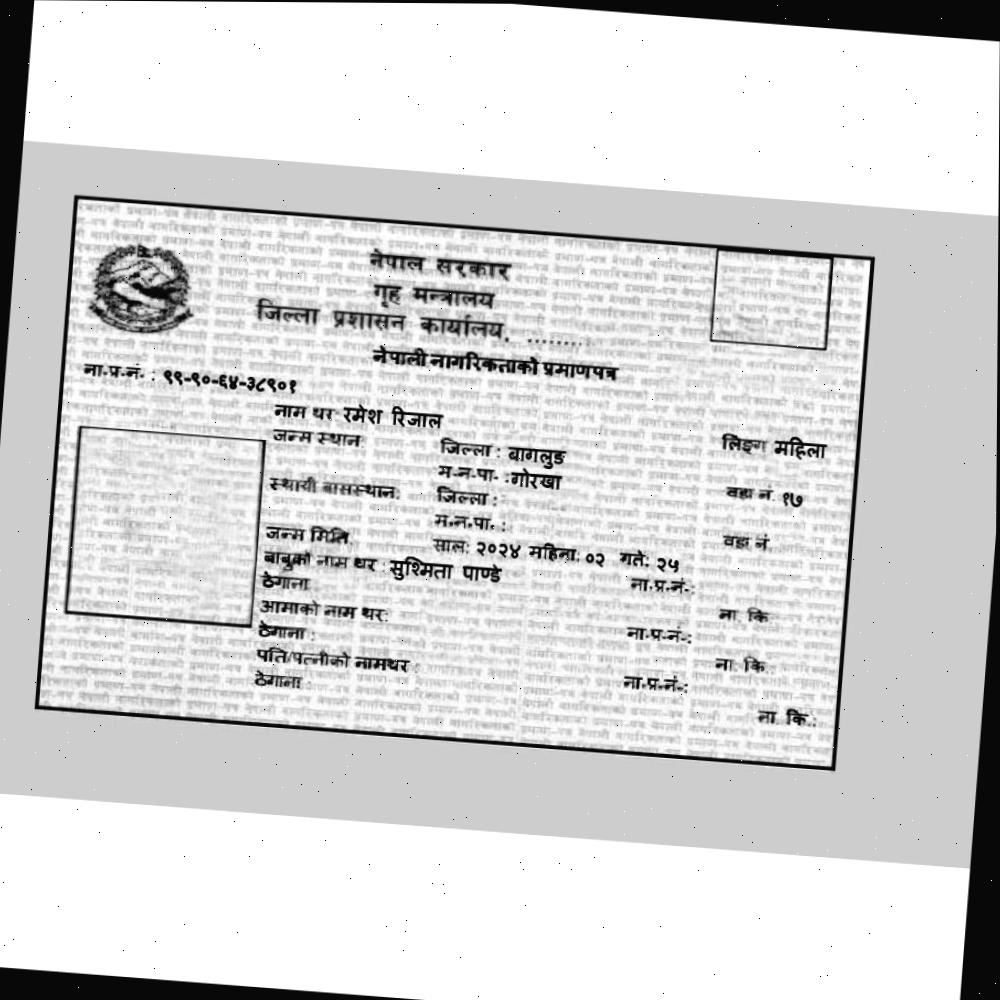 नेपाल सरकार
गृह मन्त्रालय
जिल्ला प्रशासन कार्यालय, ........
नेपाली नागरिकताको प्रमाणपत्र
ना.प्र.नं. : ९९-९०-६४-३८९०१
नाम थर: रमेश रिजाल
लिङ्ग महिला
जन्म स्थान: जिल्ला : बागलुङ
म.न.पा. : गोरखा वडा नं. १७
स्थायी बासस्थान: जिल्ला :
म.न.पा. : वडा नं
जन्म मिति साल: २०२४ महिना: ०२ गते: २५
बाबुको नाम थर : सुश्मिता पाण्डे ना.प्र.नं.:
ठेगाना ना. कि.:
आमाको नाम थर: ना.प्र.नं.:
ठेगाना : ना. कि.:
पति/पत्नीको नामथर : ना.प्र.नं.:
ठेगाना ना. कि.: